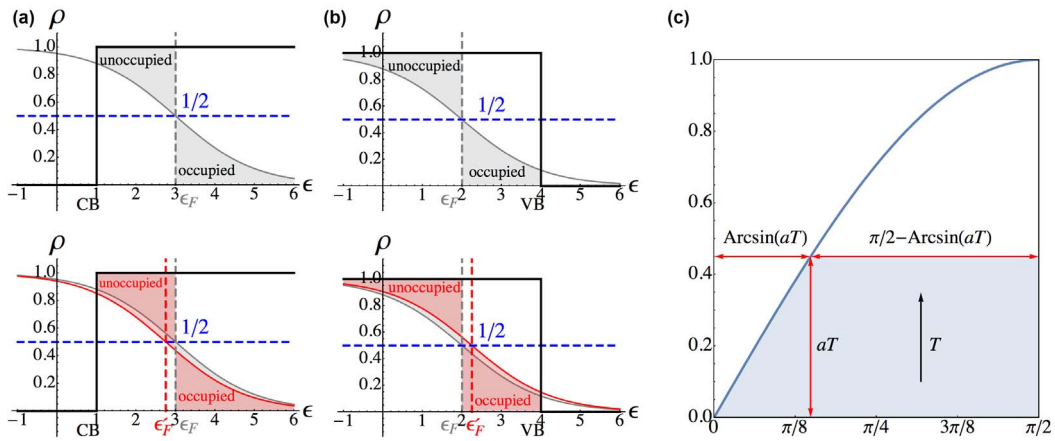 (a)
ρ
1.0
0.8
0.6
0.4
0.2
unoccupied
1/2
occupied
−1
1
2
3
4
5
6
ϵ
CB
ϵF
(b)
ρ
1.0
0.8
0.6
0.4
0.2
unoccupied
1/2
occupied
−1
1
2
3
4
5
6
ϵ
ϵF
VB
ρ
1.0
0.8
0.6
0.4
0.2
unoccupied
1/2
occupied
−1
1
2
3
4
5
6
ϵ
CB
ϵ′F
ϵF
ρ
1.0
0.8
0.6
0.4
0.2
unoccupied
1/2
occupied
−1
1
2
3
4
5
6
ϵ
ϵF
ϵ′F
VB
(c)
1.0
0.8
0.6
0.4
0.2
0.0
Arcsin(aT)
π/2−Arcsin(aT)
aT
T
0
π/8
π/4
3π/8
π/2